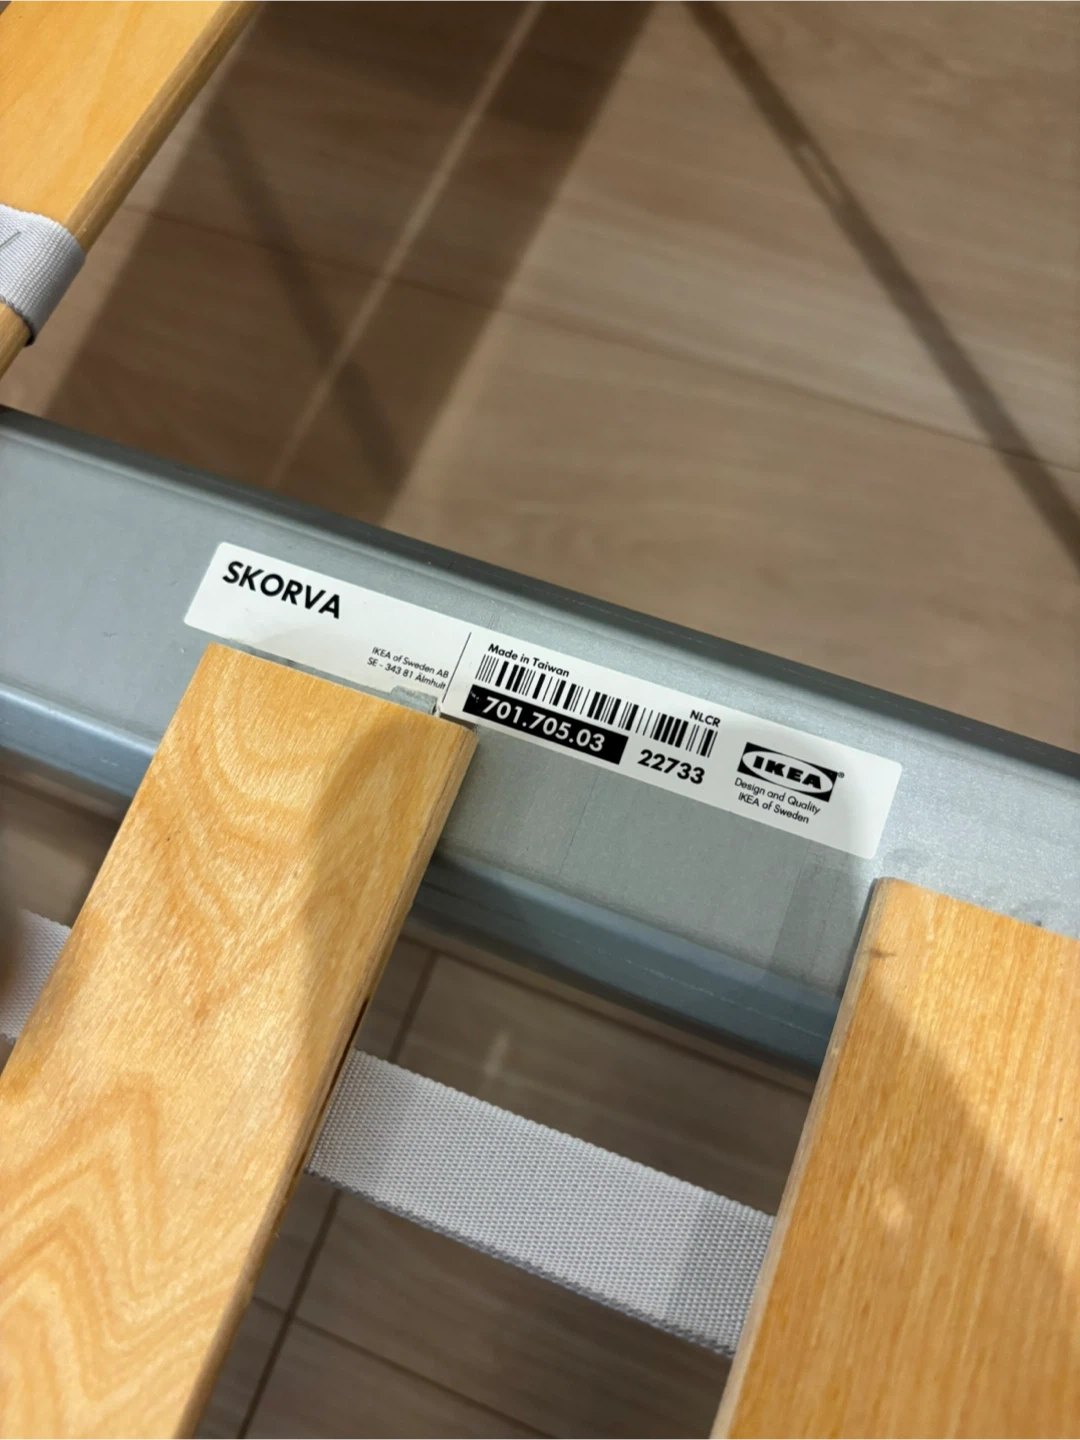 SKORVA
IKEA of Sweden AB
SE - 343 81 Älmhult
Made in Taiwan
NLCR
701.705.03
22733
IKEA®
Design and Quality
IKEA of Sweden